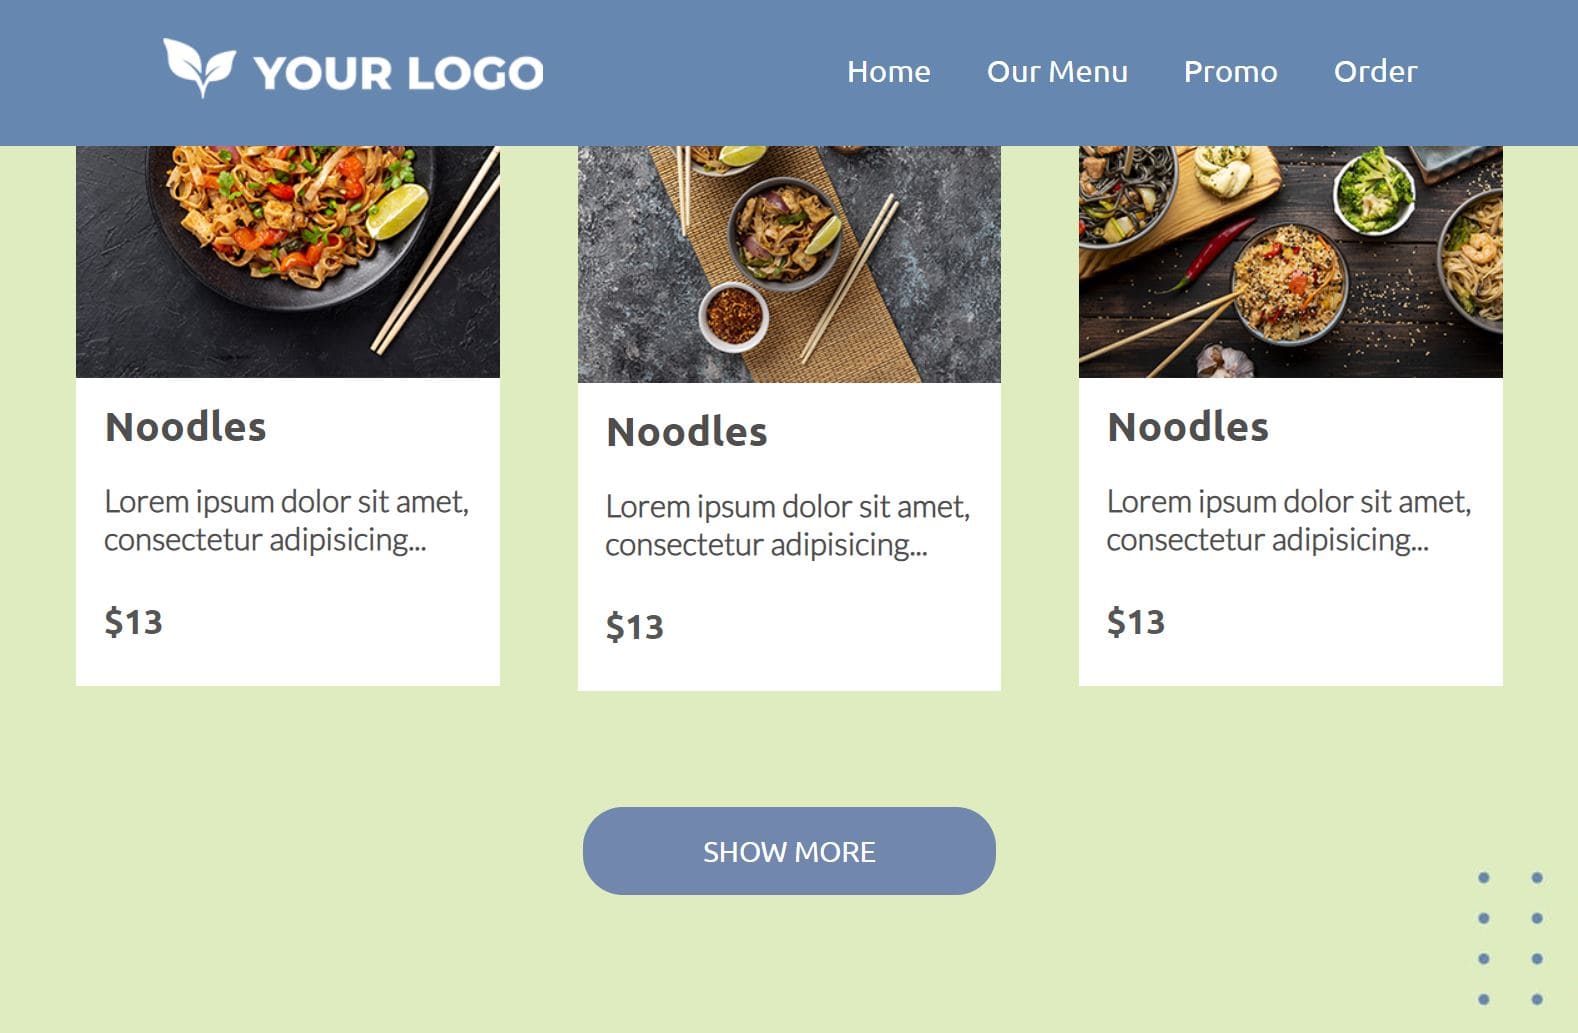 YOUR LOGO
Home
Our Menu
Promo
Order
Noodles
Lorem ipsum dolor sit amet,
consectetur adipisicing...
$13
Noodles
Lorem ipsum dolor sit amet,
consectetur adipisicing...
$13
Noodles
Lorem ipsum dolor sit amet,
consectetur adipisicing...
$13
SHOW MORE